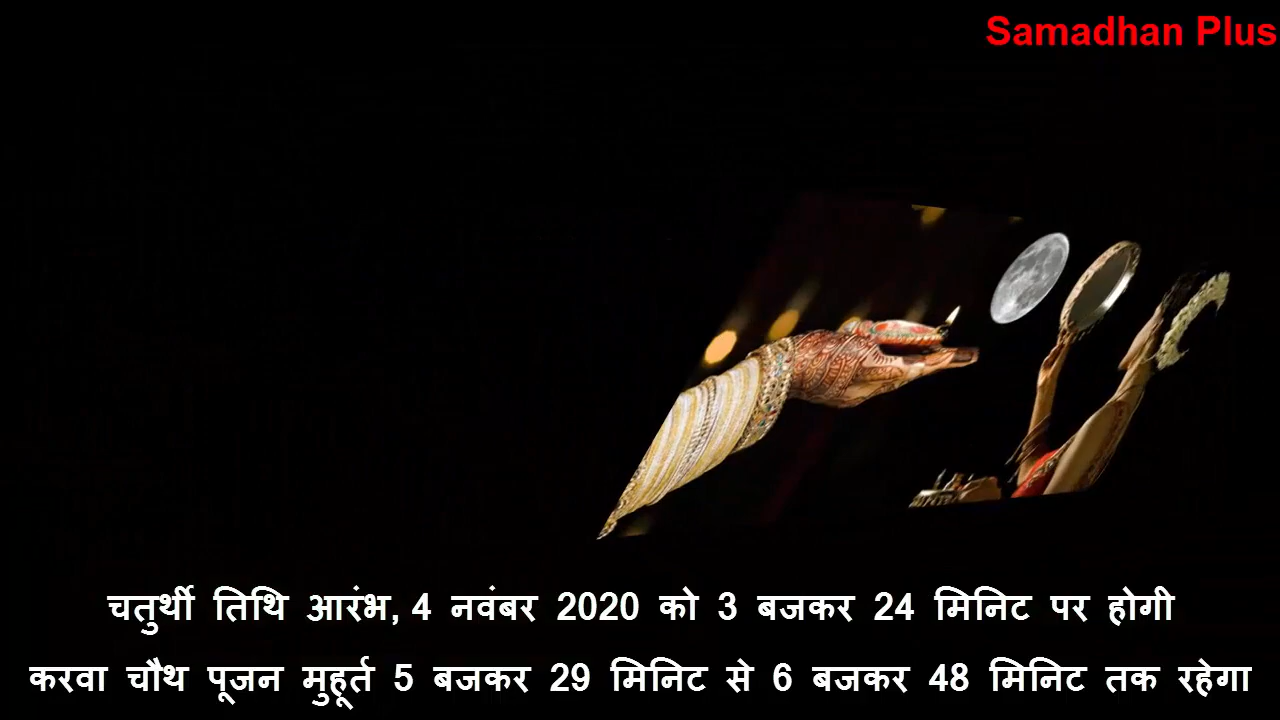 Samadhan Plus
चतुर्थी तिथि आरंभ, 4 नवंबर 2020 को 3 बजकर 24 मिनिट पर होगी
करवा चौथ पूजन मुहूर्त 5 बजकर 29 मिनिट से 6 बजकर 48 मिनिट तक रहेगा